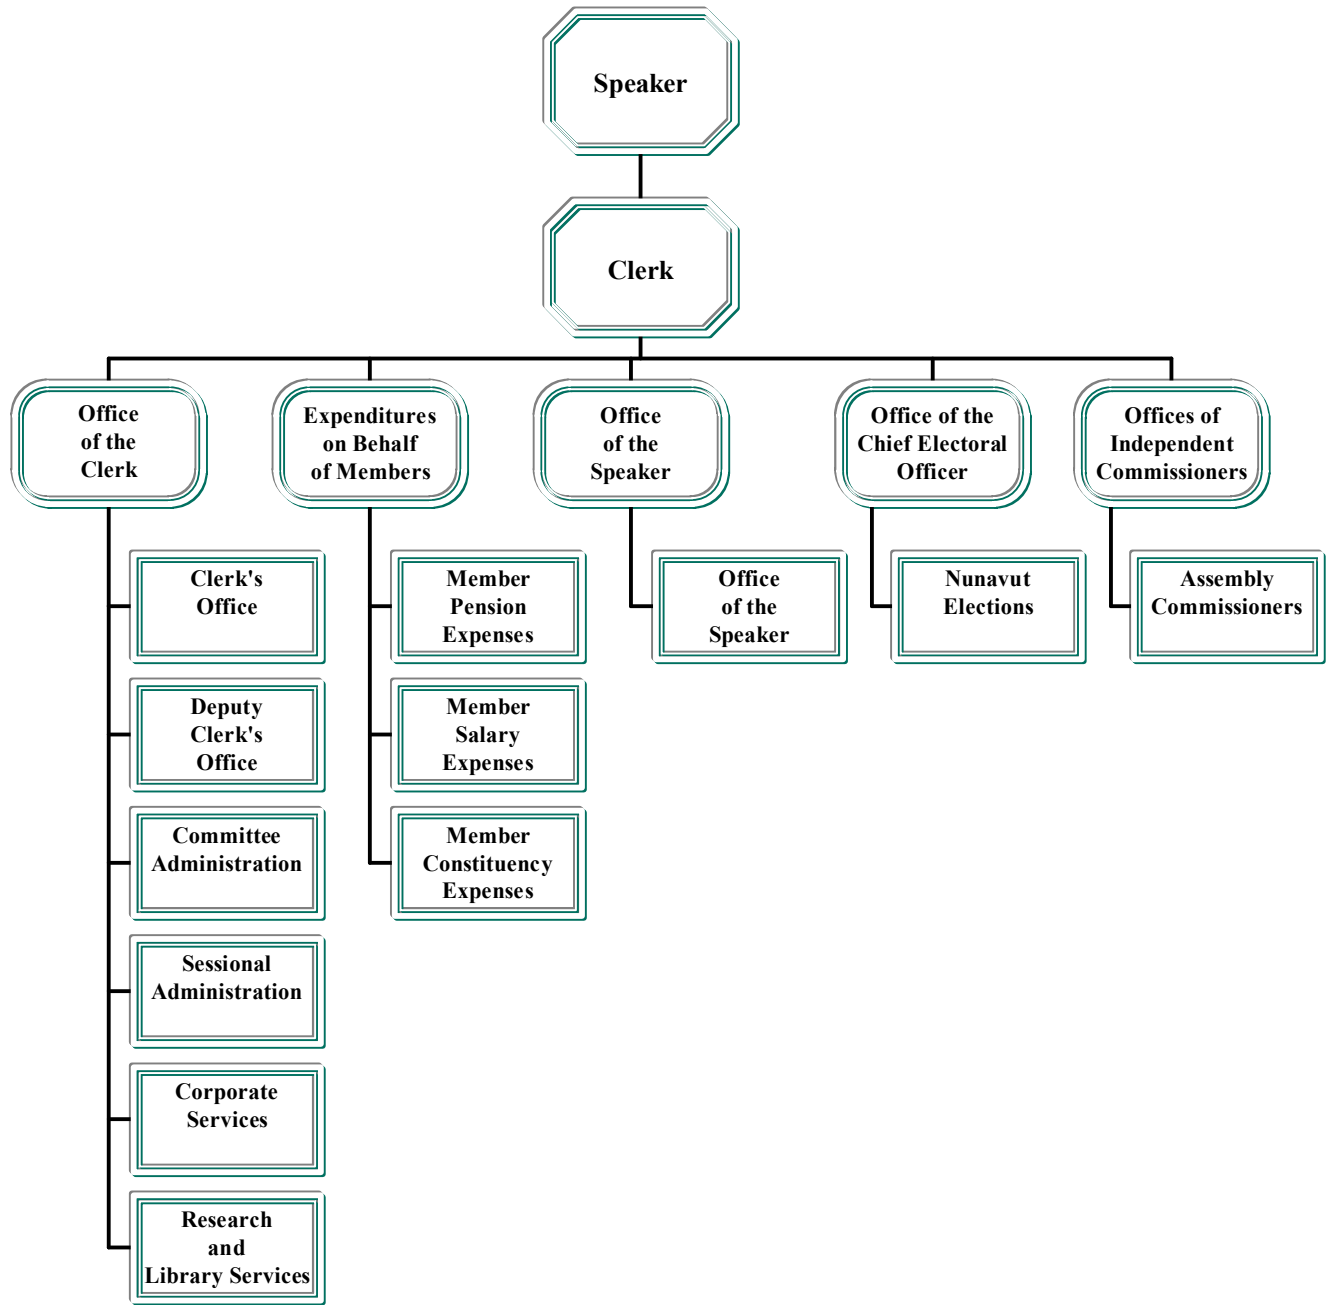 Speaker
Clerk
Office
of the
Clerk
Expenditures
on Behalf
of Members
Office
of the
Speaker
Office of the
Chief Electoral
Officer
Offices of
Independent
Commissioners
Clerk's
Office
Deputy
Clerk's
Office
Committee
Administration
Sessional
Administration
Corporate
Services
Research
and
Library Services
Member
Pension
Expenses
Member
Salary
Expenses
Member
Constituency
Expenses
Office
of the
Speaker
Nunavut
Elections
Assembly
Commissioners